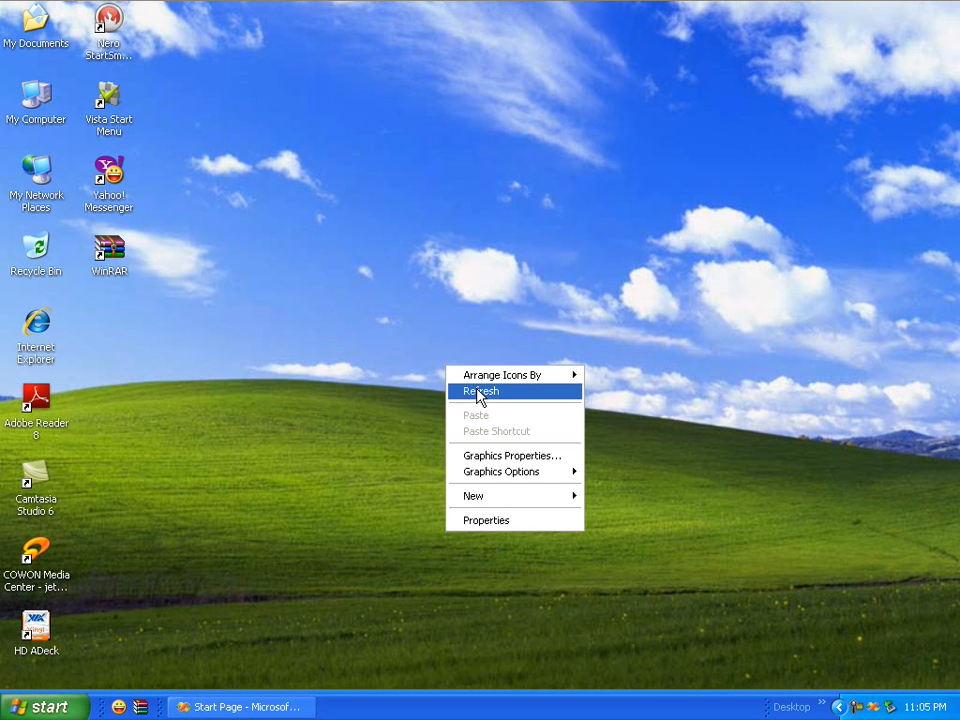 My Documents
Nero
StartSm...
My Computer
Vista Start
Menu
My Network
Places
Yahoo!
Messenger
Recycle Bin
WinRAR
Internet
Explorer
Adobe Reader
8
Camtasia
Studio 6
COWON Media
Center - jet...
HD ADeck
Arrange Icons By
Refresh
Paste
Paste Shortcut
Graphics Properties...
Graphics Options
New
Properties
start
Start Page - Microsof...
Desktop
11:05 PM